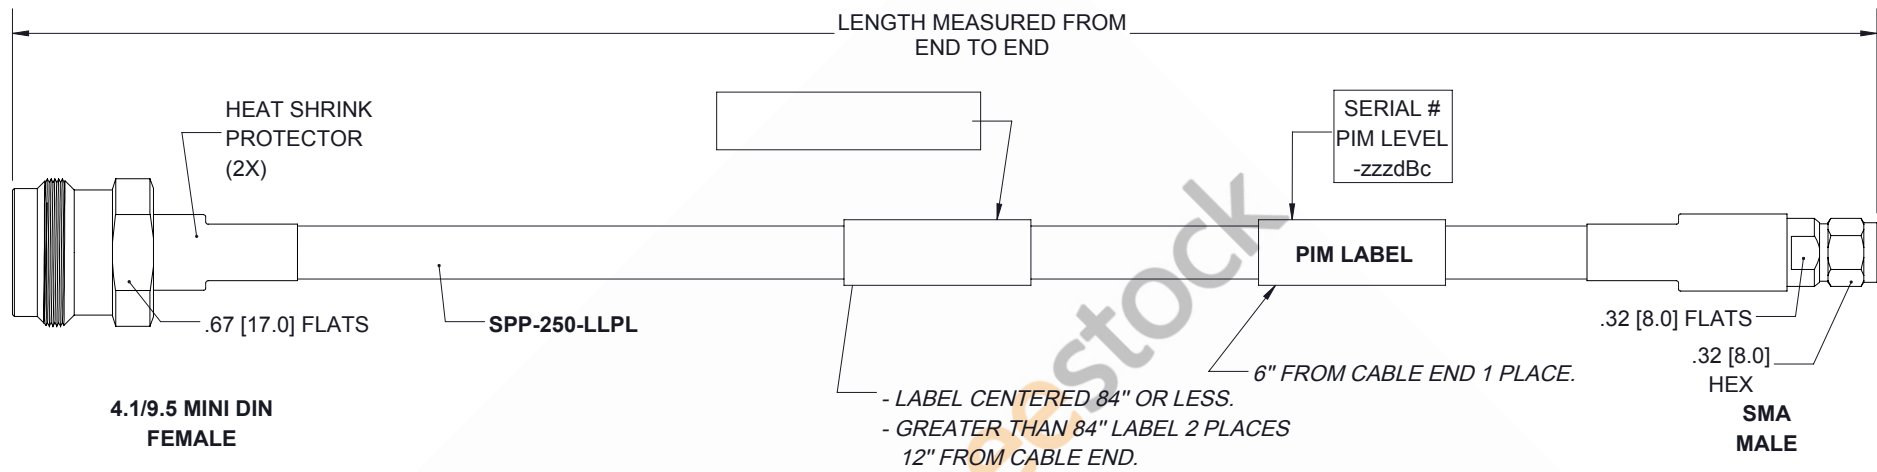 LENGTH MEASURED FROM
END TO END
HEAT SHRINK
PROTECTOR
(2X)
SERIAL #
PIM LEVEL
-zzzdBc
PIM LABEL
.67 [17.0] FLATS
SPP-250-LLPL
.32 [8.0] FLATS
.32 [8.0]
HEX
6" FROM CABLE END 1 PLACE.
- LABEL CENTERED 84" OR LESS.
- GREATER THAN 84" LABEL 2 PLACES
12" FROM CABLE END.
4.1/9.5 MINI DIN
FEMALE
SMA
MALE
eestock